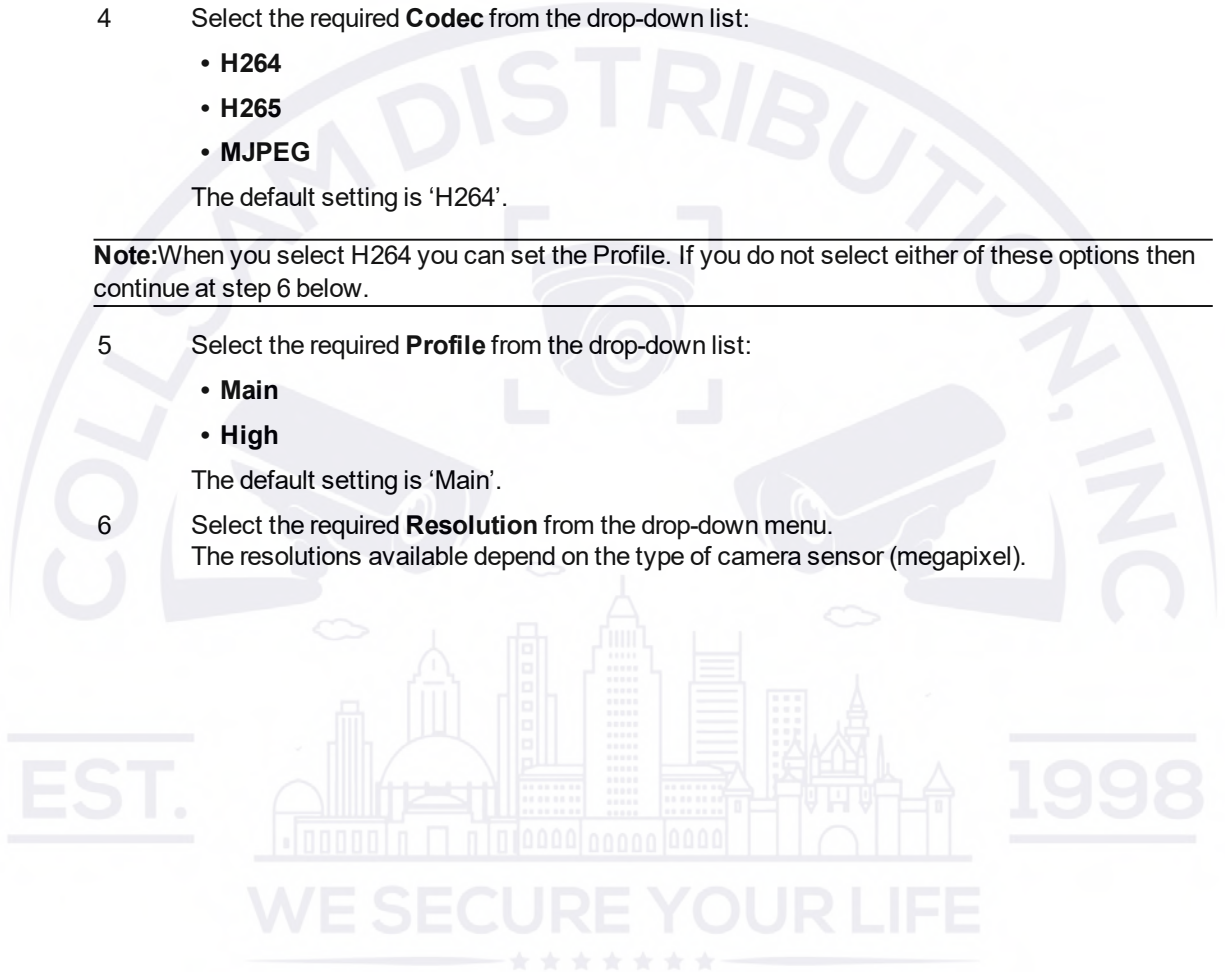 4 Select the required Codec from the drop-down list:
• H264
• H265
• MJPEG
The default setting is ‘H264’.
Note:When you select H264 you can set the Profile. If you do not select either of these options then
continue at step 6 below.
5 Select the required Profile from the drop-down list:
• Main
• High
The default setting is ‘Main’.
6 Select the required Resolution from the drop-down menu.
The resolutions available depend on the type of camera sensor (megapixel).
COLLSAM DISTRIBUTION, INC
EST. 1998
WE SECURE YOUR LIFE